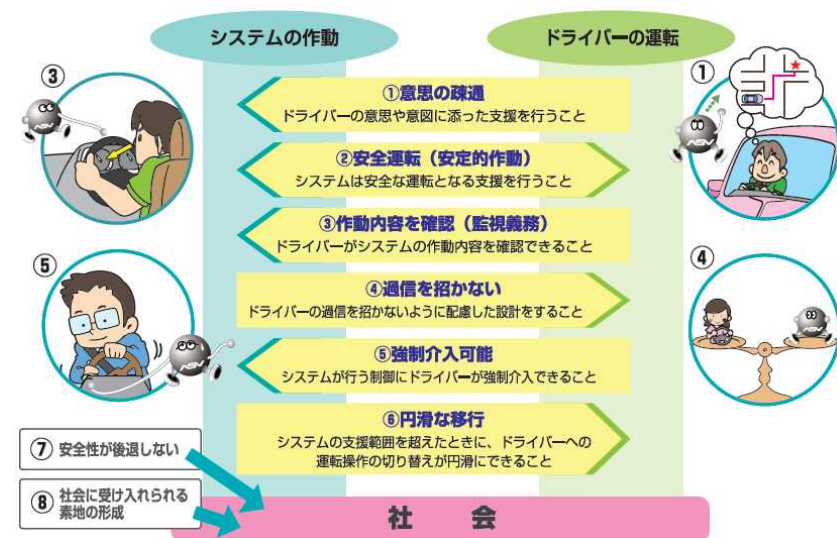 システムの作動
ドライバーの運転
③
①
①意思の疎通
ドライバーの意思や意図に添った支援を行うこと
ASV
②安全運転（安定的作動）
システムは安全な運転となる支援を行うこと
③作動内容を確認（監視義務）
ドライバーがシステムの作動内容を確認できること
⑤
④
④過信を招かない
ドライバーの過信を招かないように配慮した設計をすること
⑤強制介入可能
システムが行う制御にドライバーが強制介入できること
⑥円滑な移行
システムの支援範囲を超えたときに、ドライバーへの
運転操作の切り替えが円滑にできること
⑦ 安全性が後退しない
⑧ 社会に受け入れられる
素地の形成
社　会